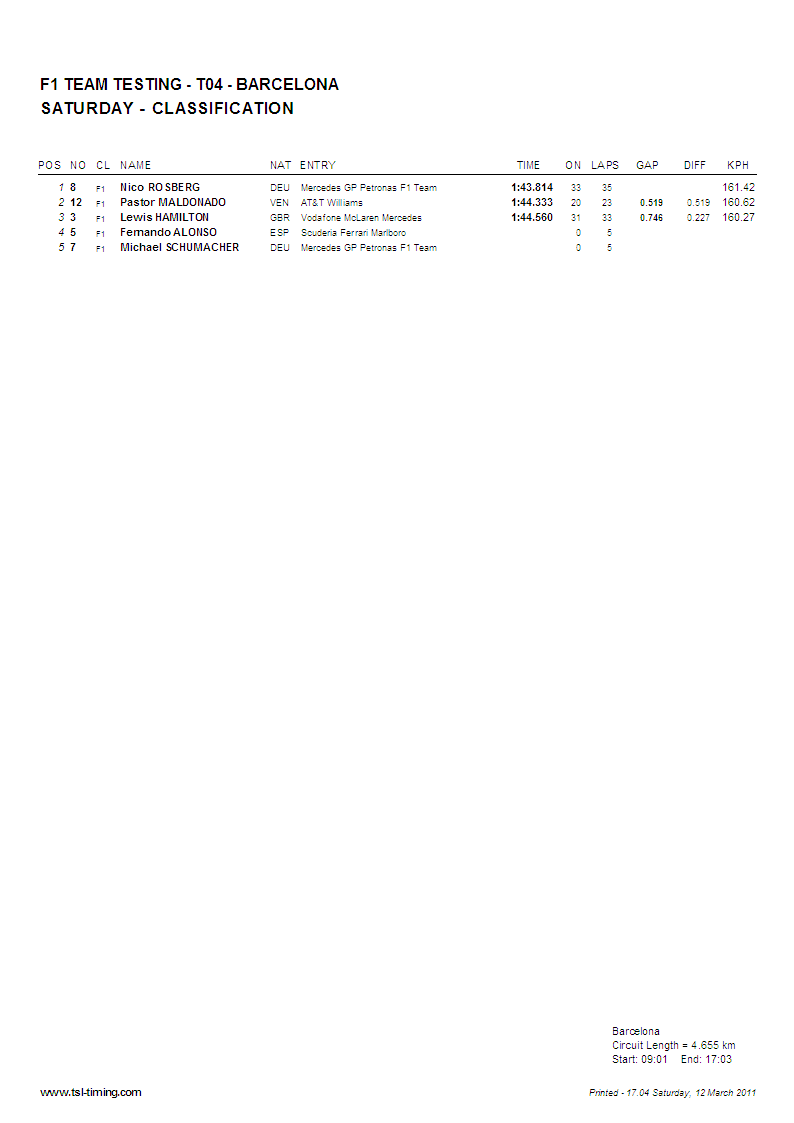 F1 TEAM TESTING - T04 - BARCELONA
SATURDAY - CLASSIFICATION
POS NO CL NAME NAT ENTRY TIME ON LAPS GAP DIFF KPH
1 8 F1 Nico ROSBERG DEU Mercedes GP Petronas F1 Team 1:43.814 33 35 161.42
2 12 F1 Pastor MALDONADO VEN AT&T Williams 1:44.333 20 23 0.519 0.519 160.62
3 3 F1 Lewis HAMILTON GBR Vodafone McLaren Mercedes 1:44.560 31 33 0.746 0.227 160.27
4 5 F1 Fernando ALONSO ESP Scuderia Ferrari Marlboro 0 5
5 7 F1 Michael SCHUMACHER DEU Mercedes GP Petronas F1 Team 0 5
Barcelona
Circuit Length = 4.655 km
Start: 09:01 End: 17:03
www.tsl-timing.com Printed - 17:04 Saturday, 12 March 2011